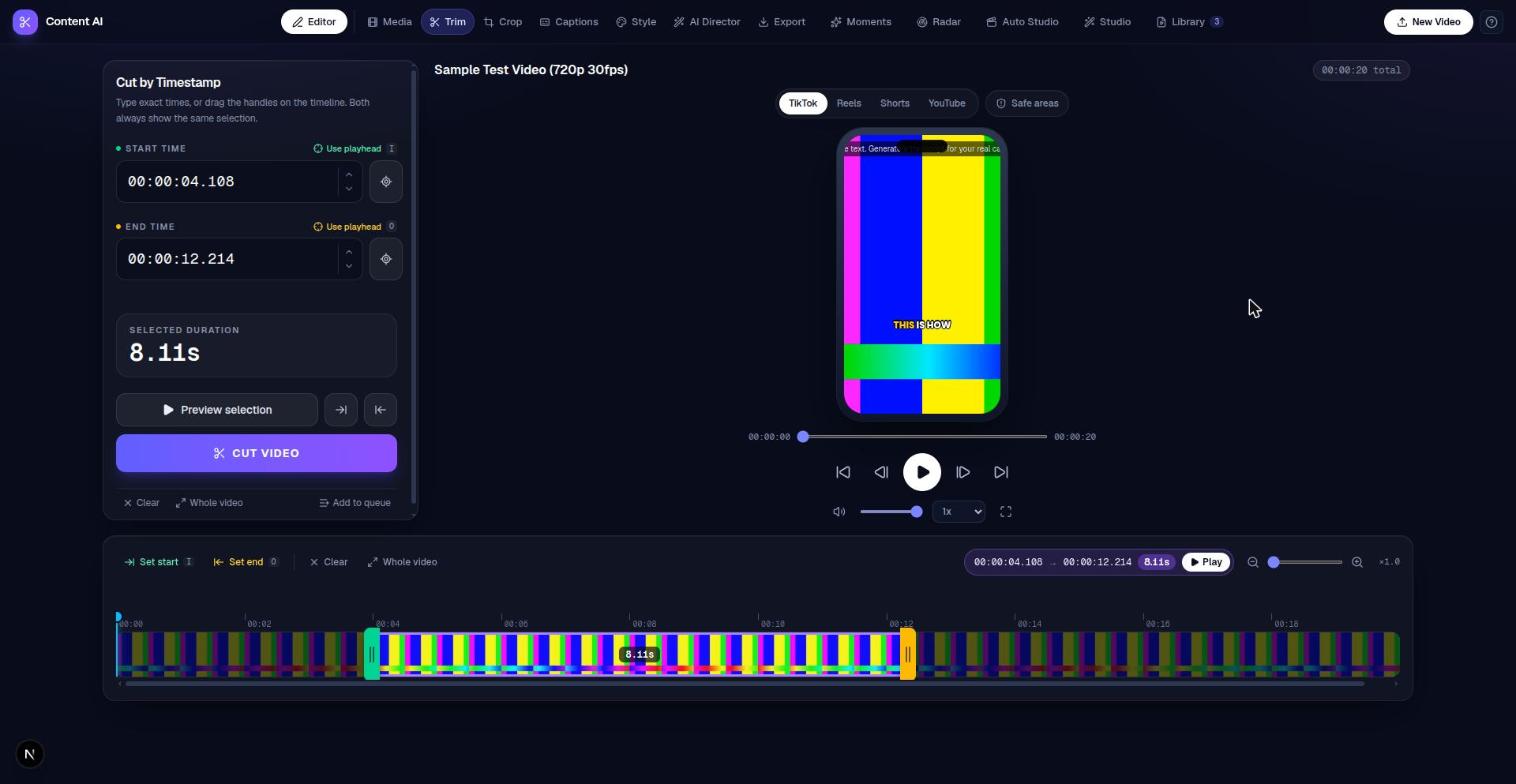 Content AI
Editor
Media
Trim
Crop
Captions
Style
AI Director
Export
Moments
Radar
Auto Studio
Studio
Library 3
New Video
Cut by Timestamp
Type exact times, or drag the handles on the timeline. Both
always show the same selection.
START TIME
Use playhead I
00:00:04.108
END TIME
Use playhead O
00:00:12.214
SELECTED DURATION
8.11s
Preview selection
CUT VIDEO
Clear
Whole video
Add to queue
Sample Test Video (720p 30fps)
00:00:20 total
TikTok
Reels
Shorts
YouTube
Safe areas
e text. Generat
for your real ca
THIS IS HOW
00:00:00
00:00:20
1x
Set start I
Set end O
Clear
Whole video
00:00:04.108 → 00:00:12.214 8.11s Play
×1.0
00:00
00:02
00:04
00:06
00:08
00:10
00:12
00:14
00:16
00:18
8.11s
N